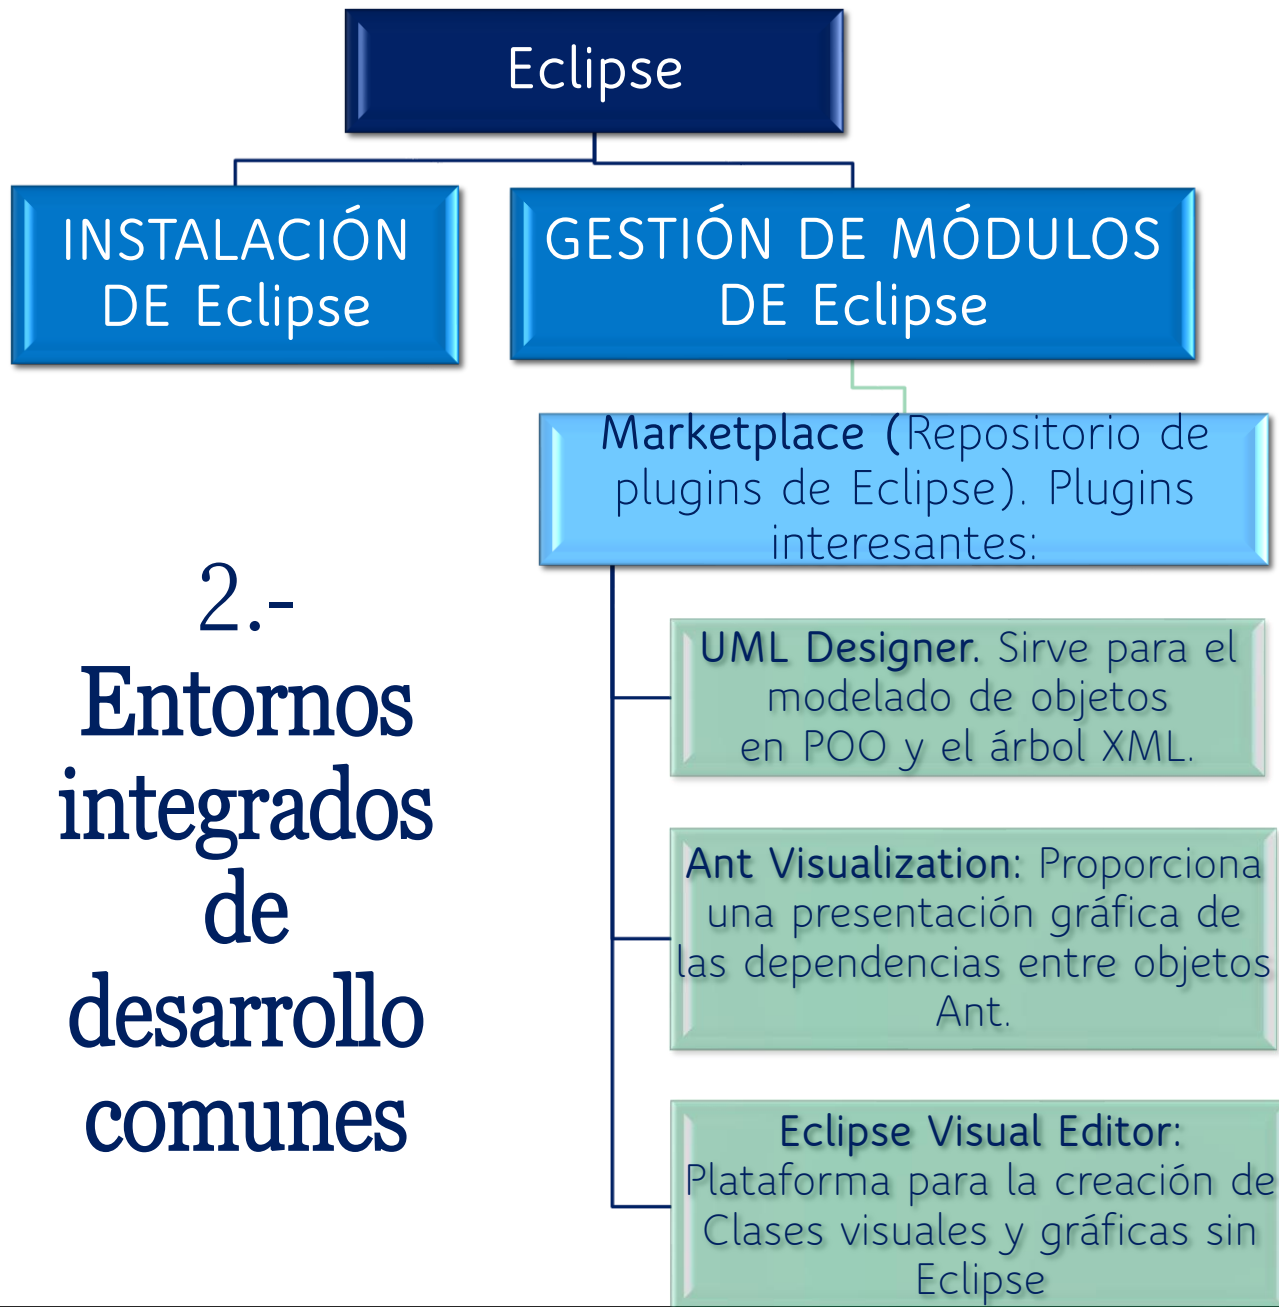 Eclipse
INSTALACIÓN
DE Eclipse
GESTIÓN DE MÓDULOS
DE Eclipse
Marketplace (Repositorio de
plugins de Eclipse). Plugins
interesantes:
2.-
Entornos
integrados
de
desarrollo
comunes
UML Designer. Sirve para el
modelado de objetos
en POO y el árbol XML.
Ant Visualization: Proporciona
una presentación gráfica de
las dependencias entre objetos
Ant.
Eclipse Visual Editor:
Plataforma para la creación de
Clases visuales y gráficas sin
Eclipse